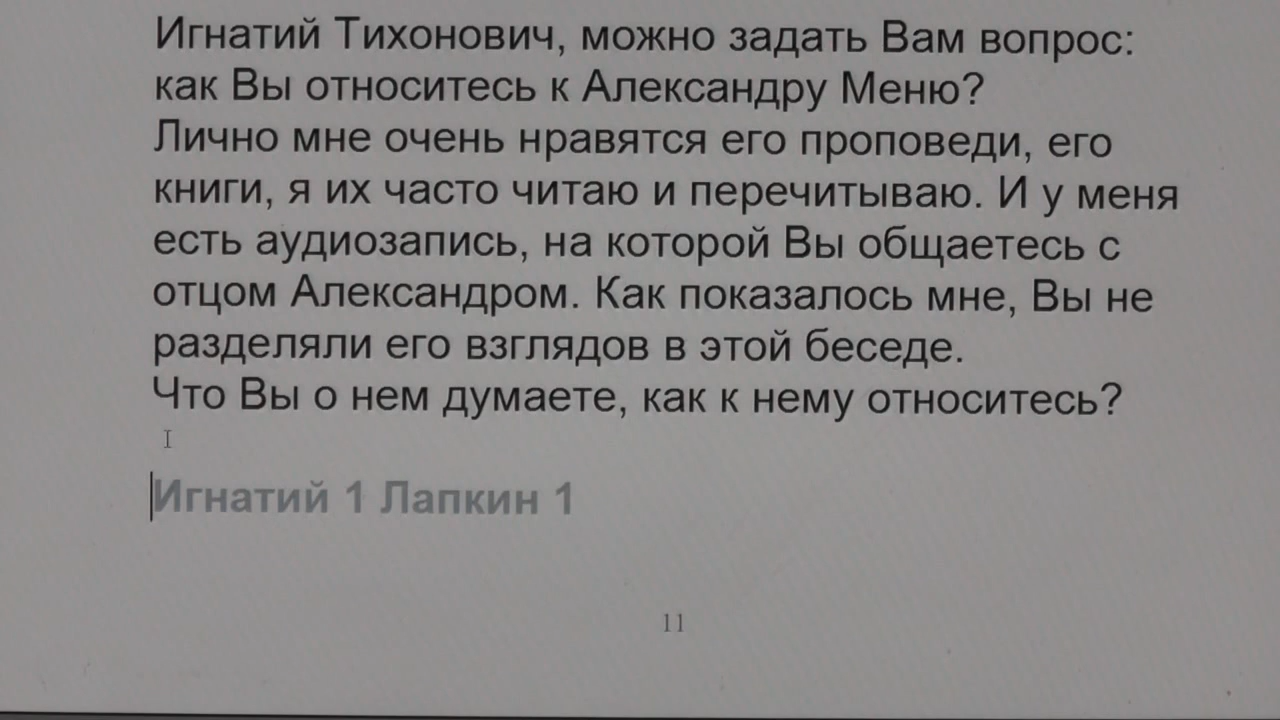 Игнатий Тихонович, можно задать Вам вопрос:
как Вы относитесь к Александру Меню?
Лично мне очень нравятся его проповеди, его
книги, я их часто читаю и перечитываю. И у меня
есть аудиозапись, на которой Вы общаетесь с
отцом Александром. Как показалось мне, Вы не
разделяли его взглядов в этой беседе.
Что Вы о нем думаете, как к нему относитесь?
Игнатий 1 Лапкин 1
11